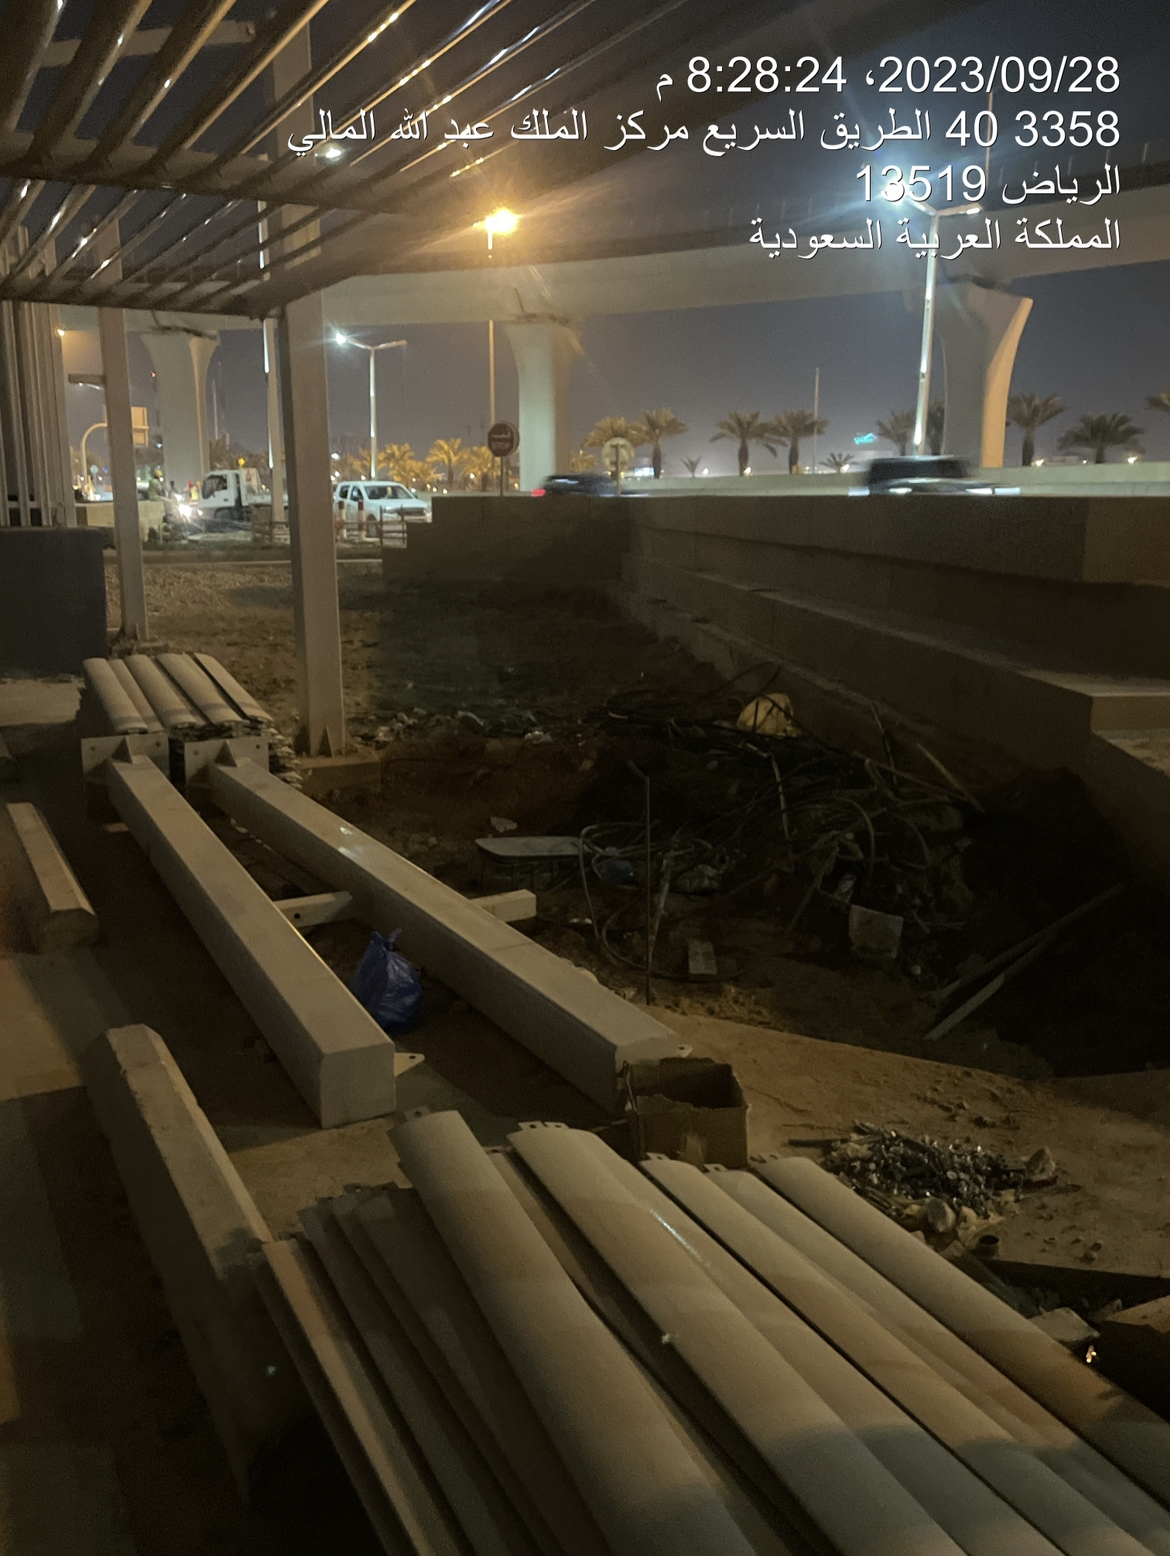 2023/09/28، 8:28:24 م
3358 40 الطريق السريع مركز الملك عبد الله المالي
الرياض 13519
المملكة العربية السعودية